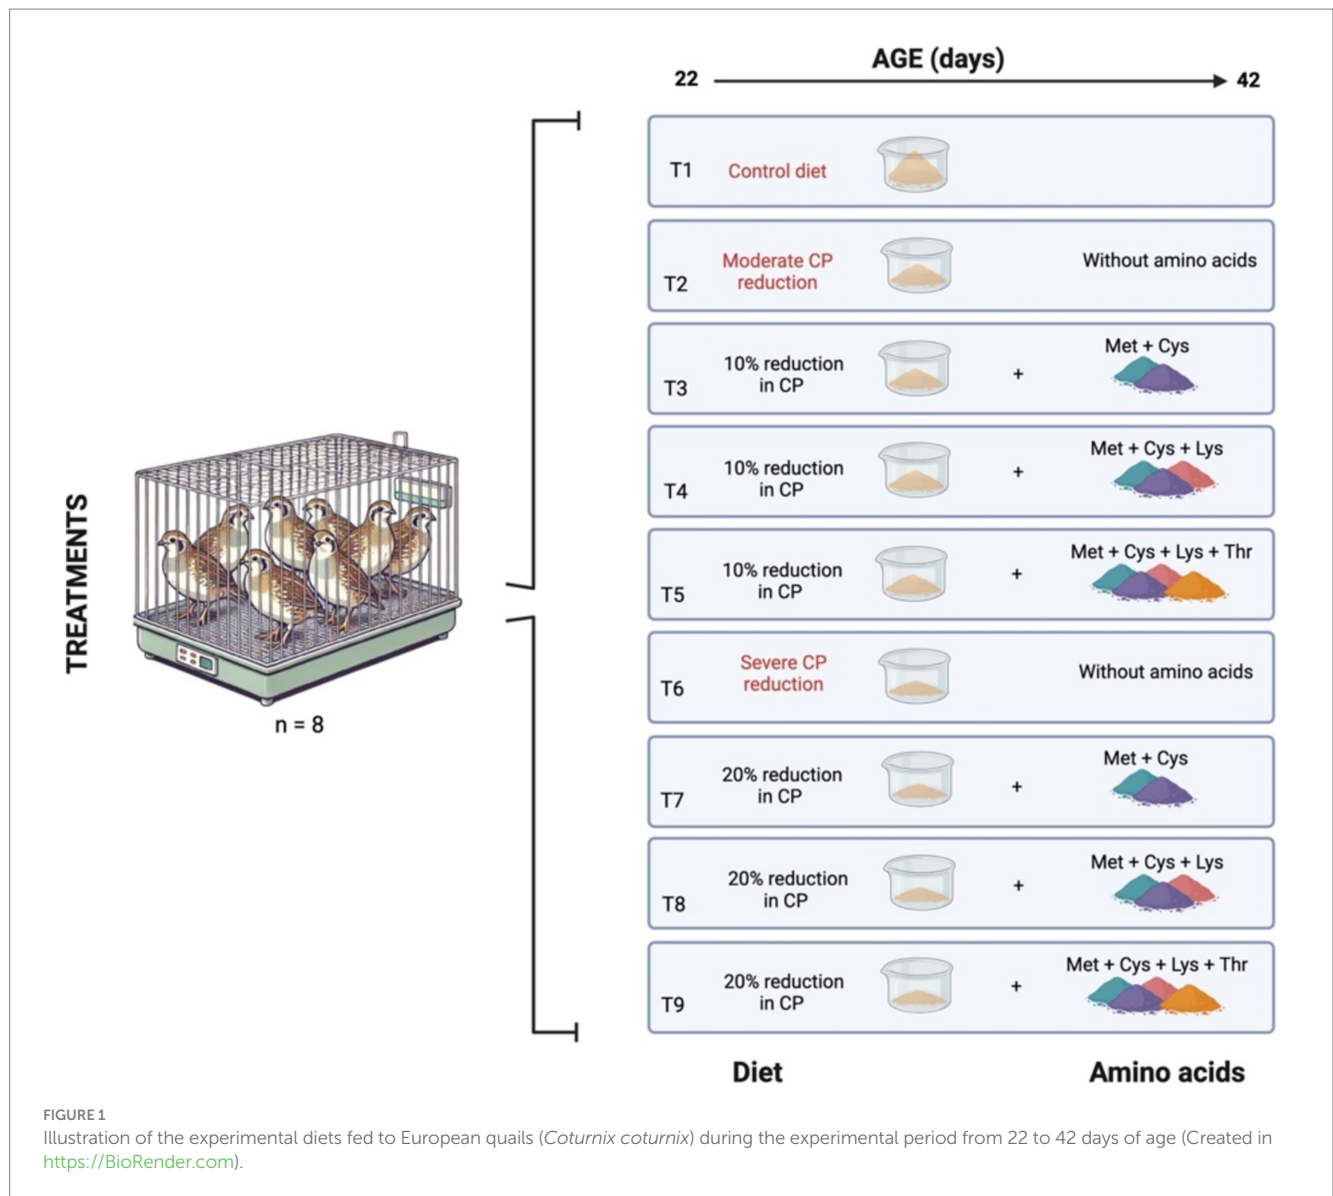 AGE (days)
22
42
T1
Control diet
T2
Moderate CP
reduction
Without amino acids
T3
10% reduction
in CP
+
Met + Cys
T4
10% reduction
in CP
+
Met + Cys + Lys
T5
10% reduction
in CP
+
Met + Cys + Lys + Thr
T6
Severe CP
reduction
Without amino acids
T7
20% reduction
in CP
+
Met + Cys
T8
20% reduction
in CP
+
Met + Cys + Lys
T9
20% reduction
in CP
+
Met + Cys + Lys + Thr
TREATMENTS
n = 8
Diet
Amino acids
FIGURE 1
Illustration of the experimental diets fed to European quails (Coturnix coturnix) during the experimental period from 22 to 42 days of age (Created in
https://BioRender.com).